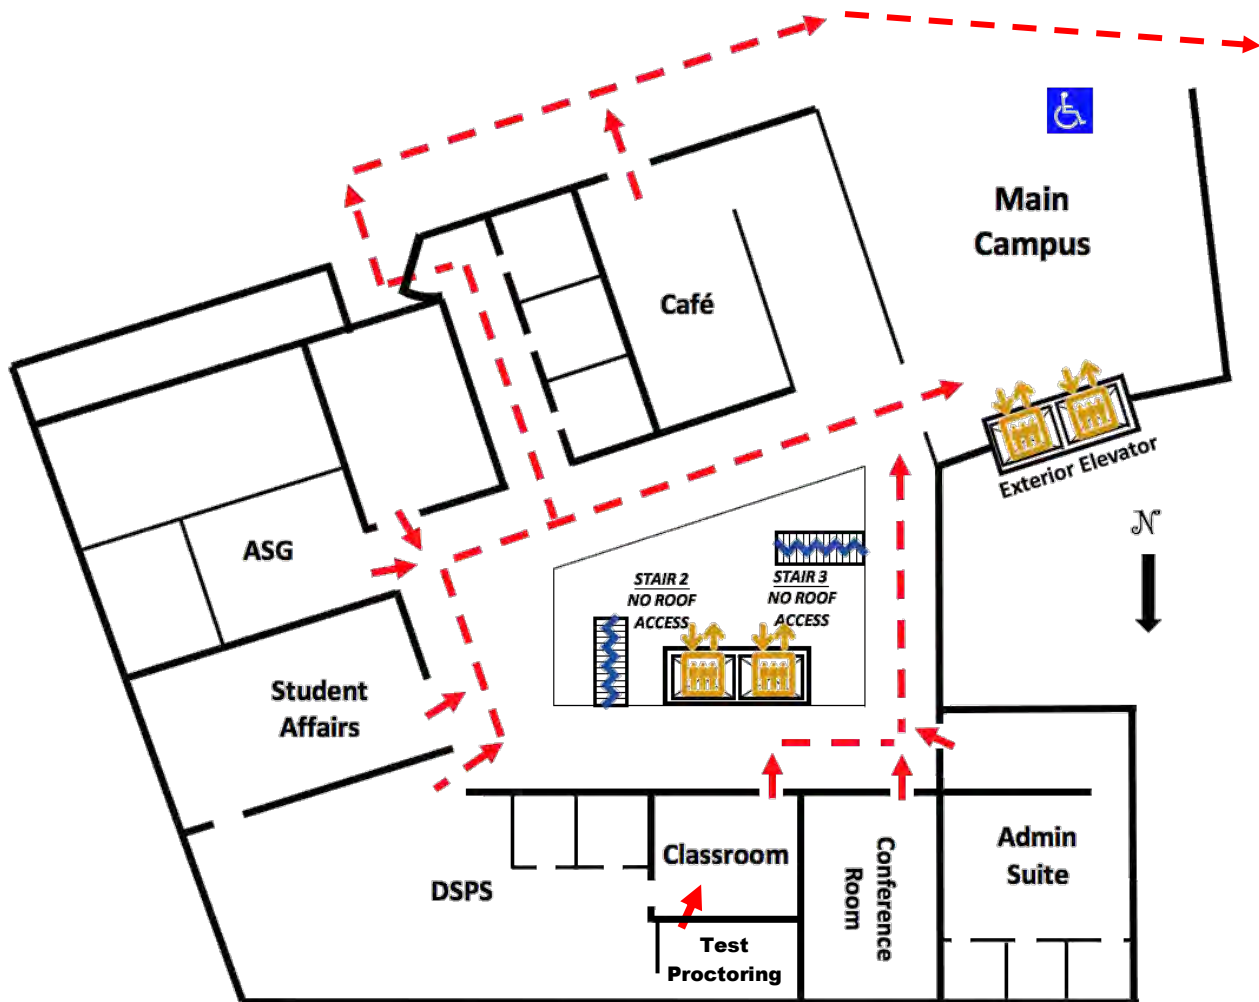 Main
Campus
Café
Exterior Elevator
N
ASG
STAIR 2
NO ROOF
ACCESS
STAIR 3
NO ROOF
ACCESS
Student
Affairs
Classroom
Conference
Room
Admin
Suite
DSPS
Test
Proctoring